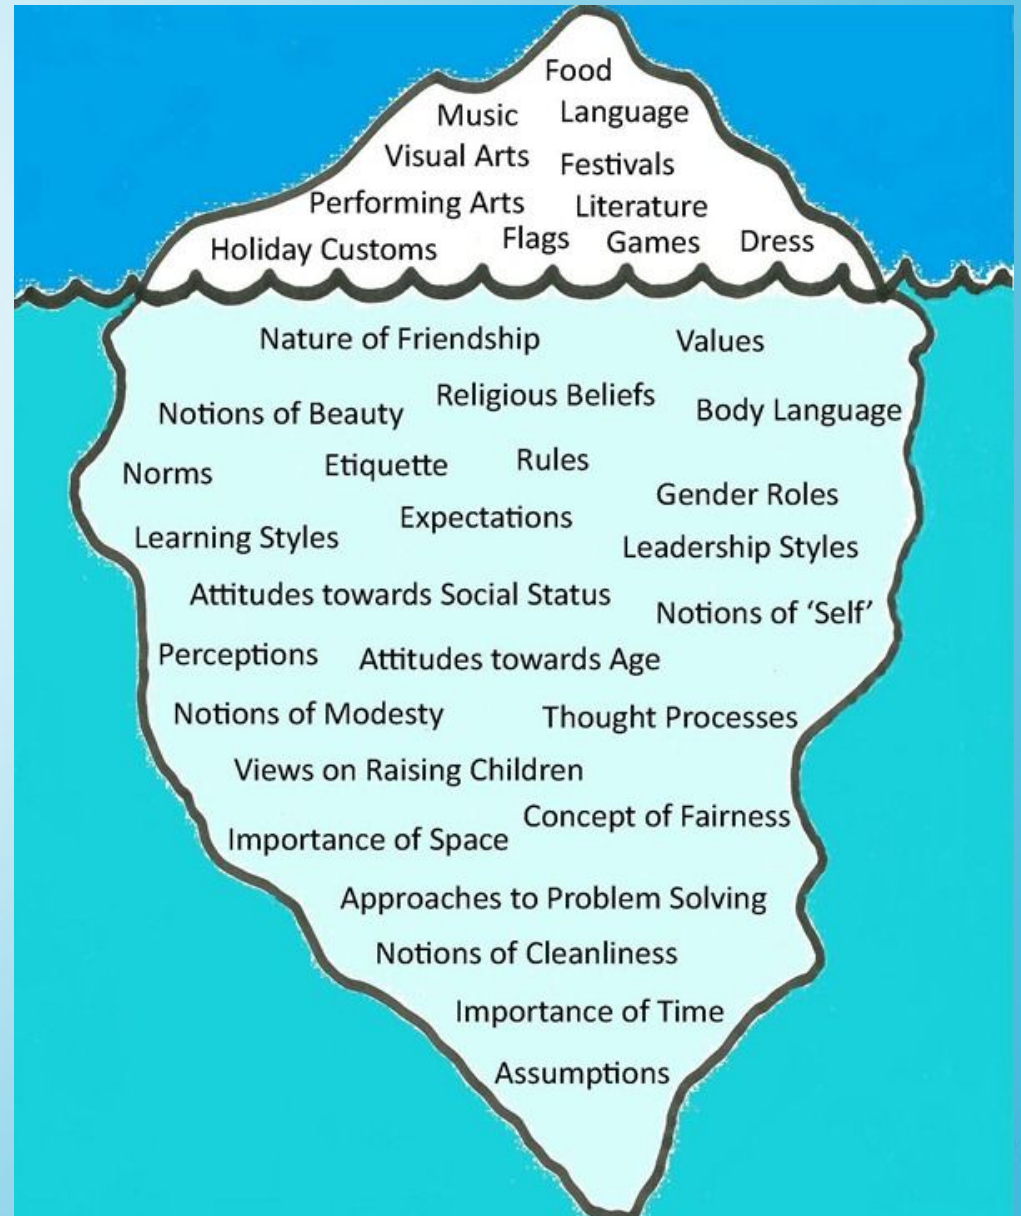 Food
Music Language
Visual Arts Festivals
Performing Arts Literature
Holiday Customs Flags Games Dress
Nature of Friendship Values
Notions of Beauty Religious Beliefs Body Language
Norms Etiquette Rules
Gender Roles
Learning Styles Expectations
Leadership Styles
Attitudes towards Social Status
Notions of ‘Self’
Perceptions Attitudes towards Age
Notions of Modesty Thought Processes
Views on Raising Children
Concept of Fairness
Importance of Space
Approaches to Problem Solving
Notions of Cleanliness
Importance of Time
Assumptions